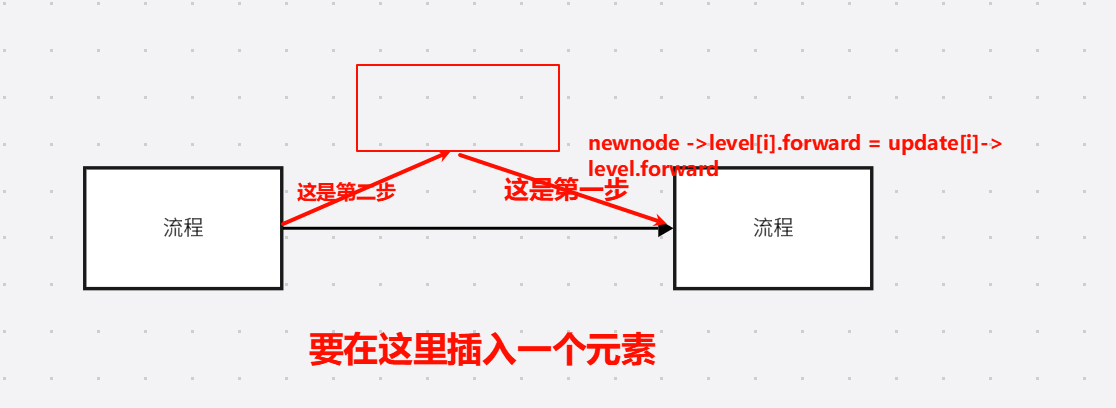 newnode ->level[i].forward = update[i]->
level.forward
这是第二步
这是第一步
流程
流程
要在这里插入一个元素